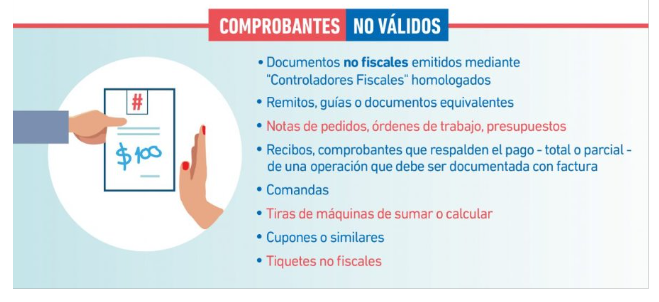 COMPROBANTES NO VÁLIDOS
• Documentos no fiscales emitidos mediante
"Controladores Fiscales" homologados
• Remitos, guías o documentos equivalentes
• Notas de pedidos, órdenes de trabajo, presupuestos
• Recibos, comprobantes que respalden el pago - total o parcial -
de una operación que debe ser documentada con factura
• Comandas
• Tiras de máquinas de sumar o calcular
• Cupones o similares
• Tiquetes no fiscales
#
$100